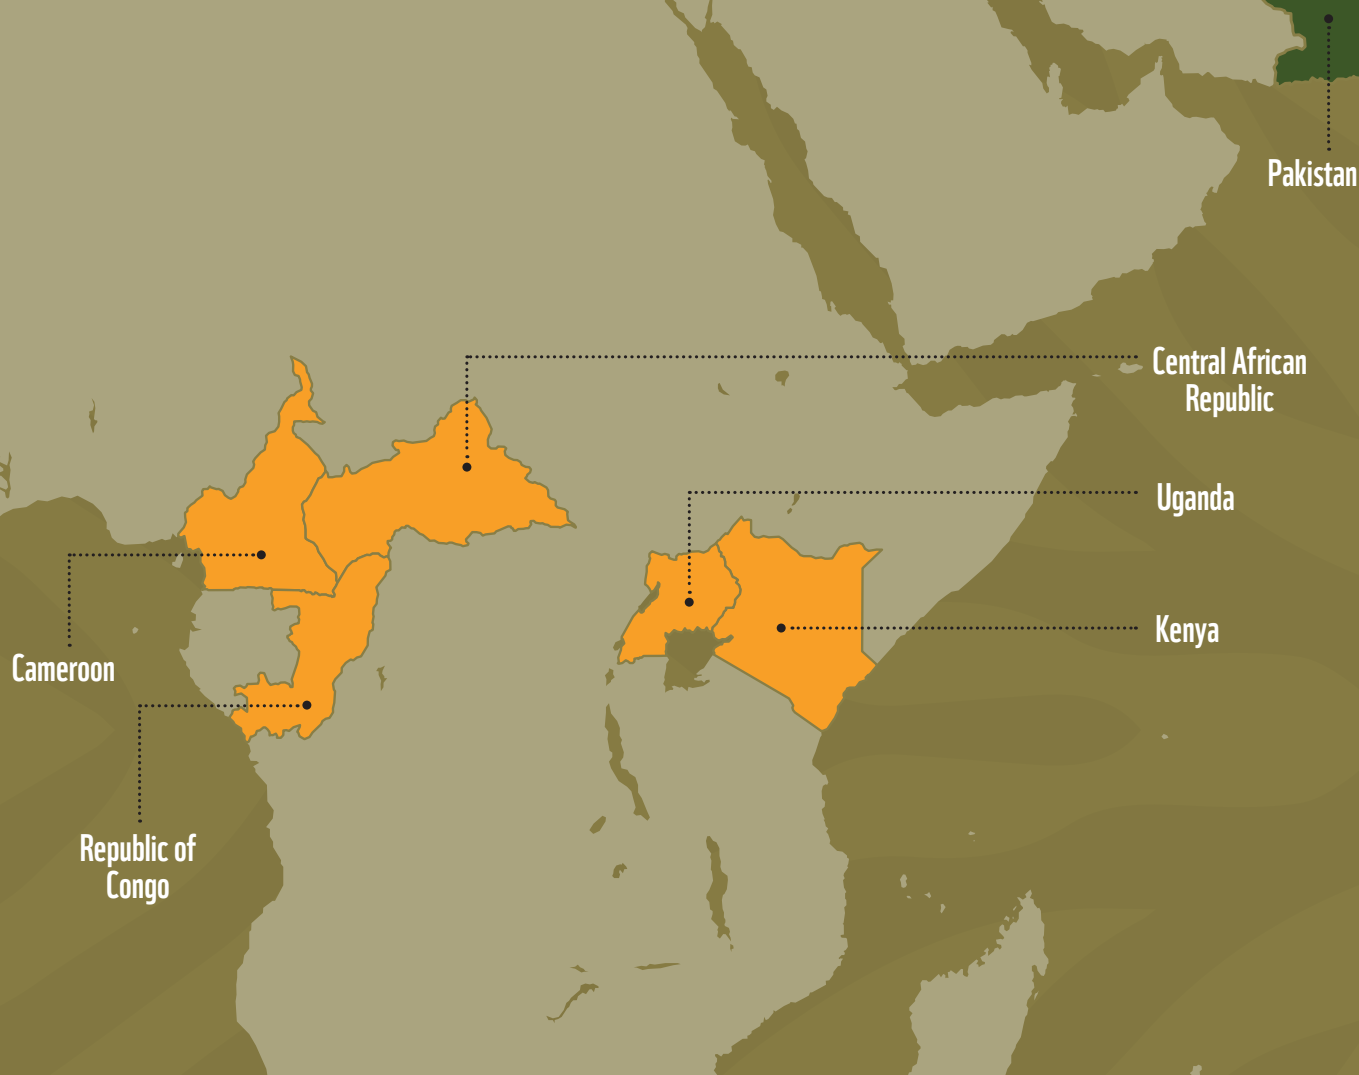 Pakistan
Central African
Republic
Uganda
Kenya
Cameroon
Republic of
Congo